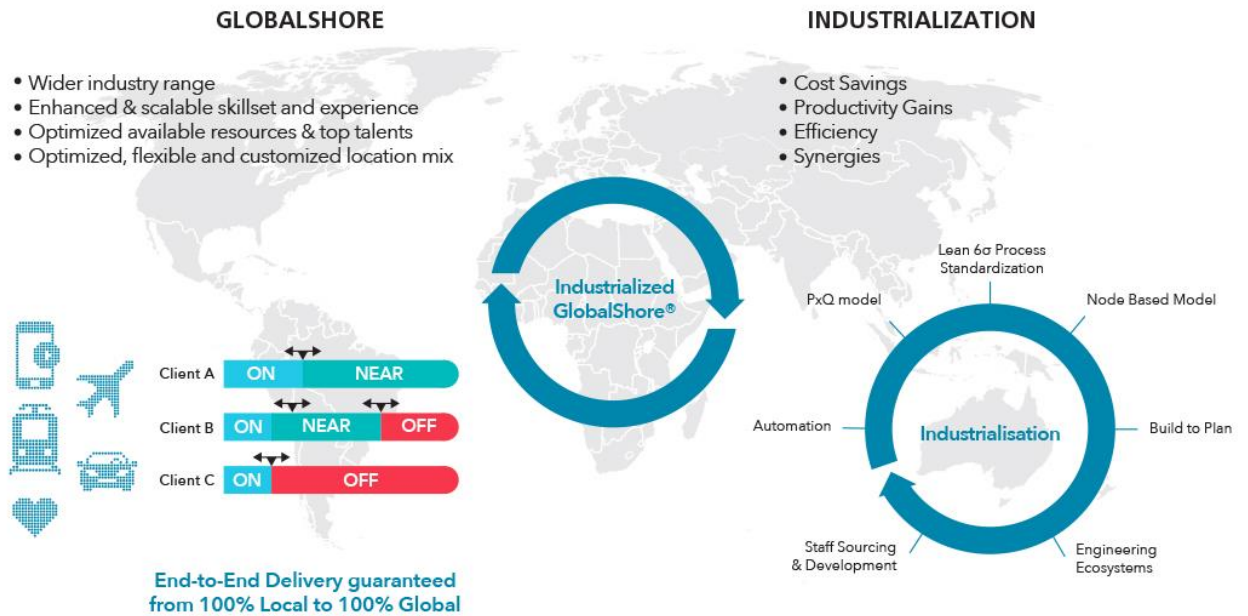 GLOBALSHORE
• Wider industry range
• Enhanced & scalable skillset and experience
• Optimized available resources & top talents
• Optimized, flexible and customized location mix
INDUSTRIALIZATION
• Cost Savings
• Productivity Gains
• Efficiency
• Synergies
Industrialized
GlobalShore®
Client A ON NEAR
Client B ON NEAR OFF
Client C ON OFF
End-to-End Delivery guaranteed
from 100% Local to 100% Global
Lean 6σ Process
Standardization
PxQ model
Node Based Model
Automation
Industrialisation
Build to Plan
Staff Sourcing
& Development
Engineering
Ecosystems